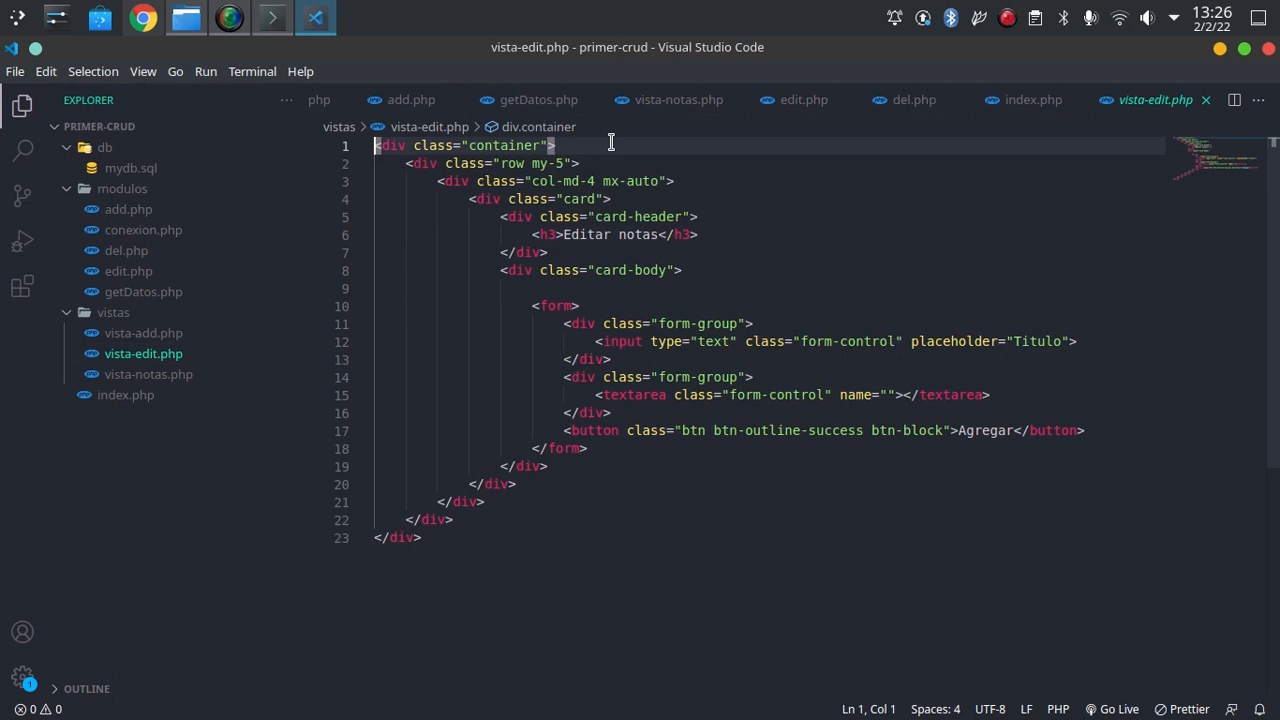 13:26
2/2/22
vista-edit.php - primer-crud - Visual Studio Code
File Edit Selection View Go Run Terminal Help
EXPLORER
php add.php getDatos.php vista-notas.php edit.php del.php index.php vista-edit.php
PRIMER-CRUD
db
mydb.sql
modulos
add.php
conexion.php
del.php
edit.php
getDatos.php
vistas
vista-add.php
vista-edit.php
vista-notas.php
index.php
OUTLINE
vistas > vista-edit.php > div.container
1 <div class="container">
2 <div class="row my-5">
3 <div class="col-md-4 mx-auto">
4 <div class="card">
5 <div class="card-header">
6 <h3>Editar notas</h3>
7 </div>
8 <div class="card-body">
9
10 <form>
11 <div class="form-group">
12 <input type="text" class="form-control" placeholder="Titulo">
13 </div>
14 <div class="form-group">
15 <textarea class="form-control" name=""></textarea>
16 </div>
17 <button class="btn btn-outline-success btn-block">Agregar</button>
18 </form>
19 </div>
20 </div>
21 </div>
22 </div>
23 </div>
1
0 0 Ln 1, Col 1 Spaces: 4 UTF-8 LF PHP Go Live Prettier